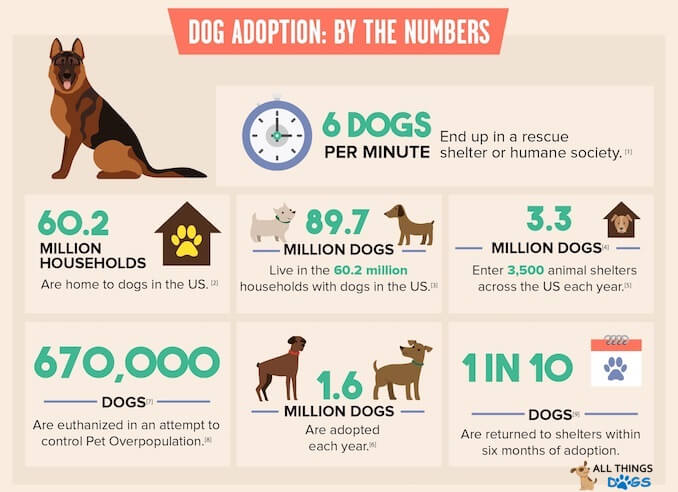 DOG ADOPTION: BY THE NUMBERS
6 DOGS
PER MINUTE
End up in a rescue
shelter or humane society. [1]
60.2
MILLION
HOUSEHOLDS
Are home to dogs in the US. [2]
89.7
MILLION DOGS
Live in the 60.2 million
households with dogs in the US.[3]
3.3
MILLION DOGS[4]
Enter 3,500 animal shelters
across the US each year.[5]
670,000
DOGS[7]
Are euthanized in an attempt to
control Pet Overpopulation.[8]
1.6
MILLION DOGS
Are adopted
each year.[6]
1 IN 10
DOGS[9]
Are returned to shelters within
six months of adoption.
ALL THINGS
DOGS